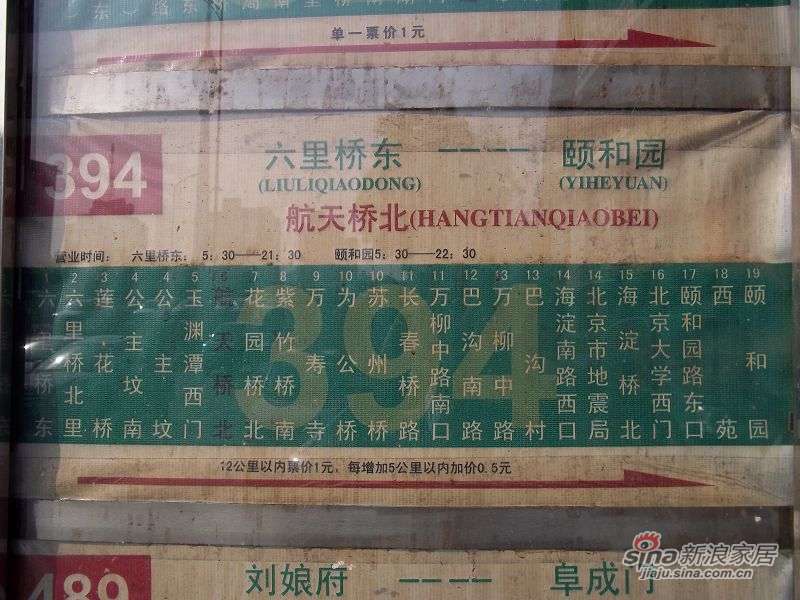 单一票价1元
394
六里桥东 ---- 颐和园
(LIULIQIAODONG) (YIHEYUAN)
航天桥北(HANGTIANQIAOBEI)
营业时间: 六里桥东: 5:30—21:30 颐和园5:30—22:30
1 六里桥东
2 六里桥北里
3 莲花桥
4 公主坟南
4 公主坟
5 玉渊潭西门
6 航天桥北
7 花园桥北
8 紫竹桥南
9 万寿寺
10 为公桥
10 苏州桥
11 长春桥路
11 万柳中路南口
12 巴沟南路
13 万柳中路
13 巴沟村
14 海淀南路西口
14 北京市地震局
15 海淀桥北
16 北京大学西门
17 颐和园路东口
18 西苑
19 颐和园
394
12公里以内票价1元, 每增加5公里以内加价0.5元
489
刘娘府 ---- 阜成门
sina 新浪家居
jiaju.sina.com.cn